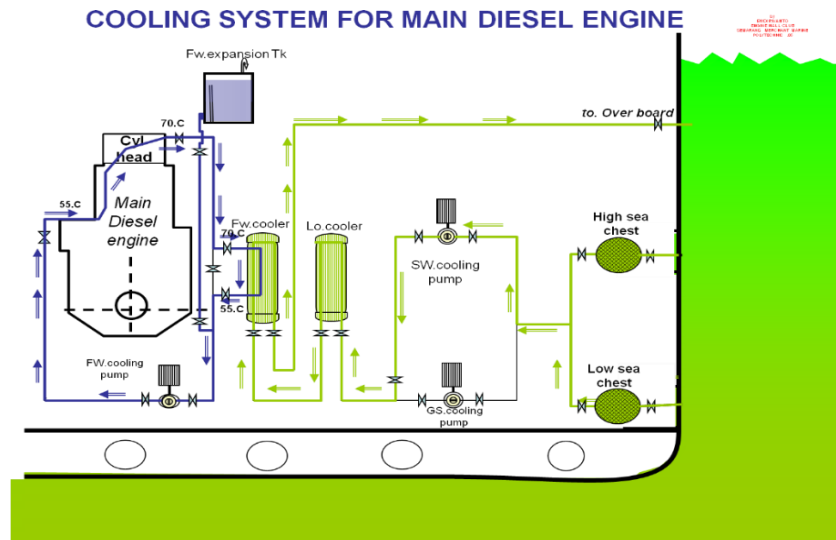 COOLING SYSTEM FOR MAIN DIESEL ENGINE
Fw.expansion Tk
70.C
to. Over board
Cyl
head
55.C
Main
Diesel
engine
Fw.cooler
Lo.cooler
High sea
chest
70.C
SW.cooling
pump
55.C
FW.cooling
pump
Low sea
chest
GS.cooling
pump